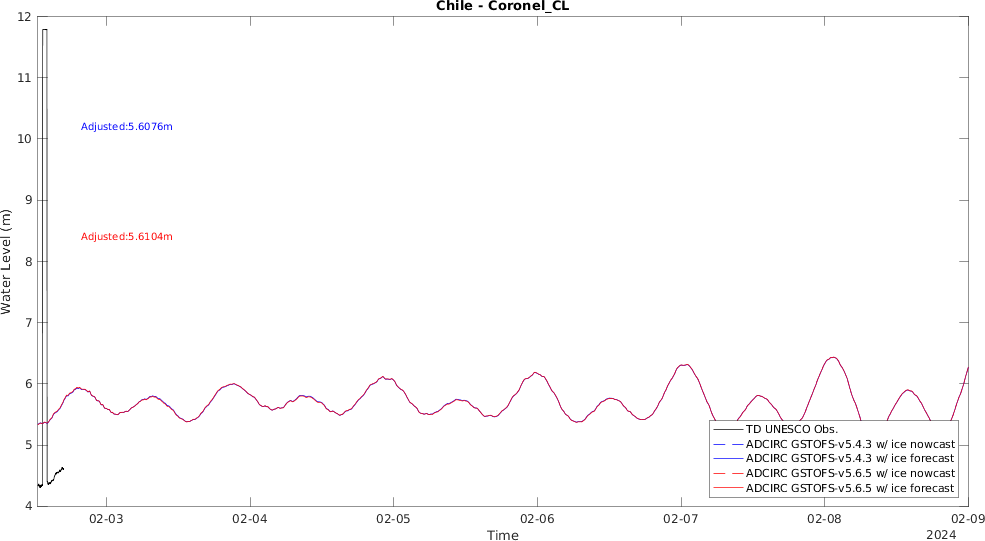 Chile - Coronel_CL
12
11
10
9
8
7
6
5
4
Water Level (m)
Adjusted:5.6076m
Adjusted:5.6104m
TD UNESCO Obs.
ADCIRC GSTOFS-v5.4.3 w/ ice nowcast
ADCIRC GSTOFS-v5.4.3 w/ ice forecast
ADCIRC GSTOFS-v5.6.5 w/ ice nowcast
ADCIRC GSTOFS-v5.6.5 w/ ice forecast
02-03 02-04 02-05 02-06 02-07 02-08 02-09
Time
2024